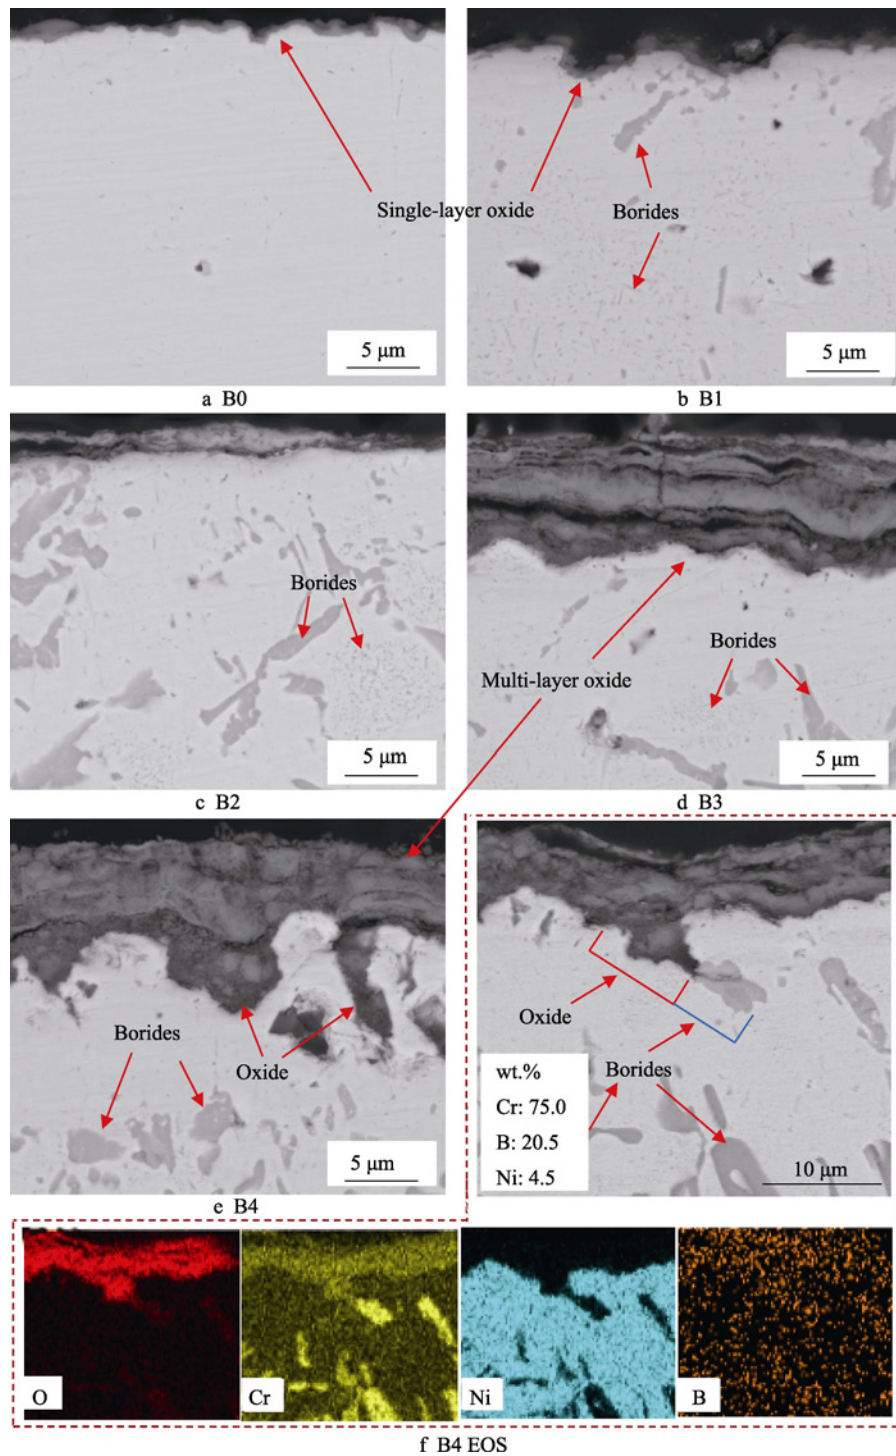 Single-layer oxide
Borides
5 μm
5 μm
a B0
b B1
Borides
Borides
Multi-layer oxide
5 μm
5 μm
c B2
d B3
Borides
Oxide
Oxide
Borides
wt.%
Cr: 75.0
B: 20.5
Ni: 4.5
5 μm
10 μm
e B4
O
Cr
Ni
B
f B4 EOS